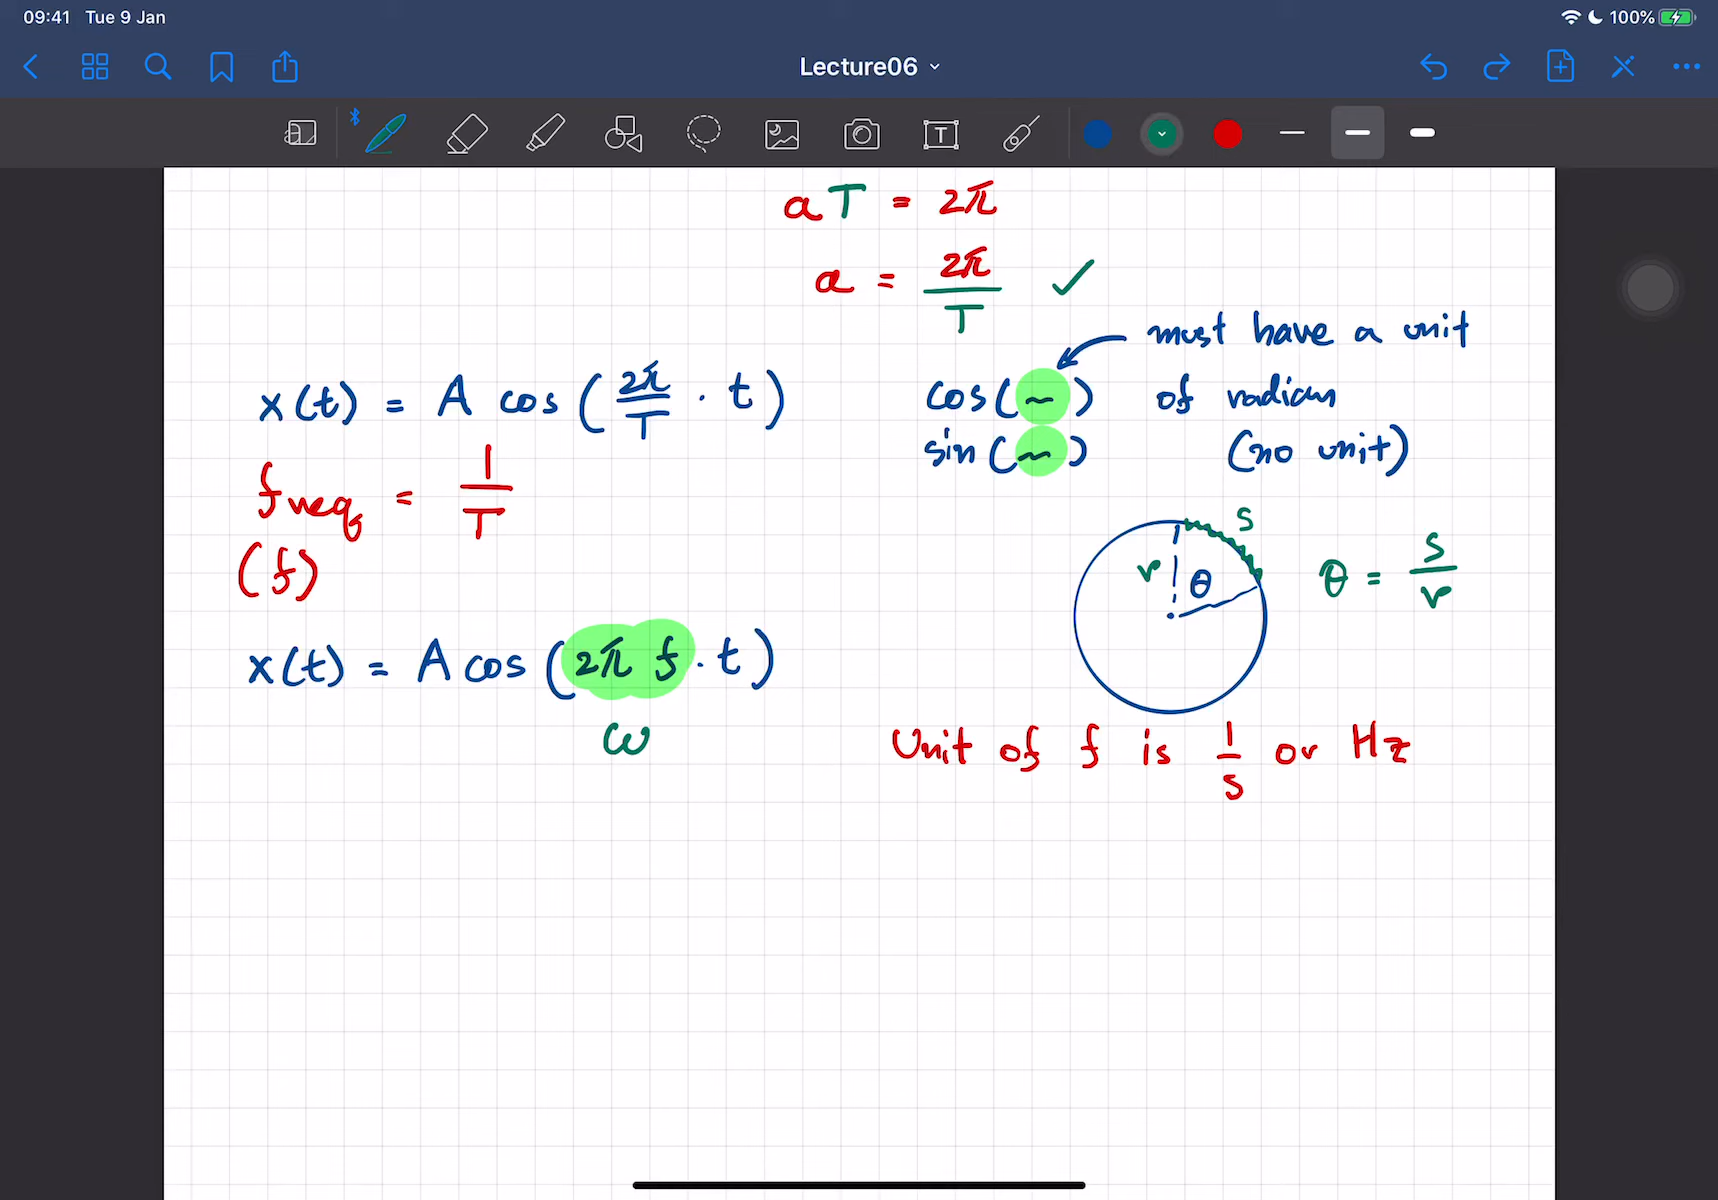 09:41 Tue 9 Jan
100%
Lecture06
T
aT = 2π
a = 2π/T ✓
must have a unit
x(t) = A cos(2π/T · t)
cos(~) of radian
sin(~) (no unit)
freq = 1/T
(f)
s
r θ
θ = s/r
x(t) = A cos(2π f · t)
ω
Unit of f is 1/s or Hz